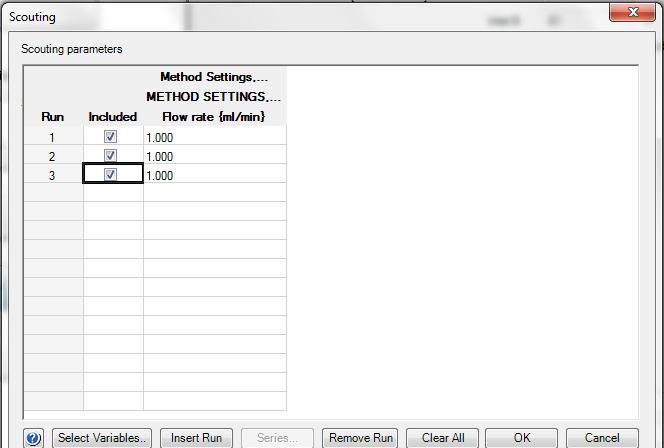 Scouting
Scouting parameters
Method Settings,...
METHOD SETTINGS,...
Run Included Flow rate {ml/min}
1 1.000
2 1.000
3 1.000
Select Variables.. Insert Run Series... Remove Run Clear All OK Cancel